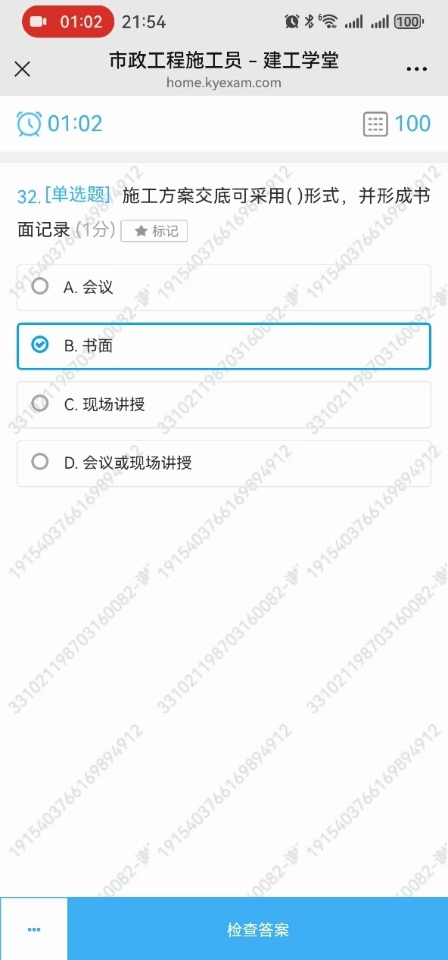 01:02 21:54 6 100
市政工程施工员 – 建工学堂
home.kyexam.com
01:02 100
32.[单选题] 施工方案交底可采用( )形式，并形成书
面记录 (1分) ★ 标记
A. 会议
B. 书面
C. 现场讲授
D. 会议或现场讲授
1915403766169894912
331021198703160082-谢
检查答案